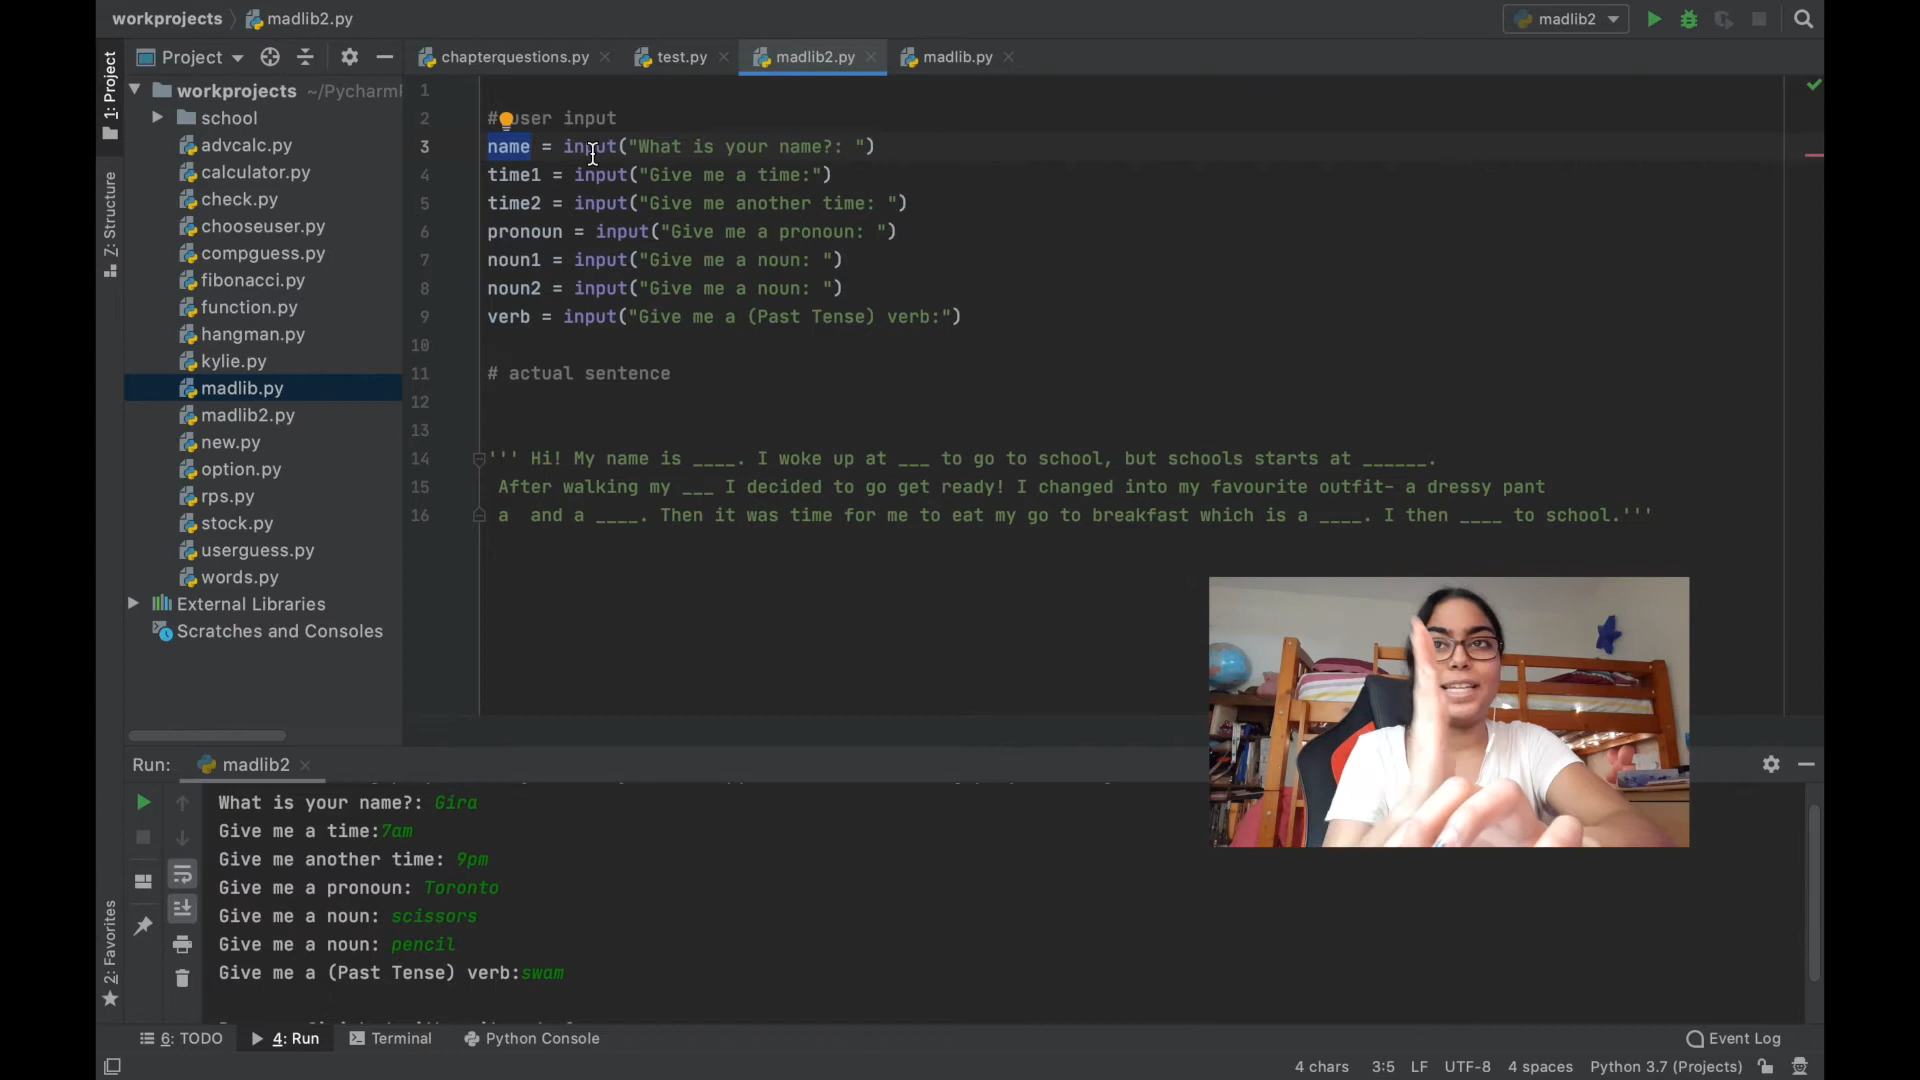 workprojects madlib2.py madlib2
Project chapterquestions.py test.py madlib2.py madlib.py
1: Project
Z: Structure
2: Favorites
workprojects ~/Pycharm
school
advcalc.py
calculator.py
check.py
chooseuser.py
compguess.py
fibonacci.py
function.py
hangman.py
kylie.py
madlib.py
madlib2.py
new.py
option.py
rps.py
stock.py
userguess.py
words.py
External Libraries
Scratches and Consoles
1
2 # user input
3 name = input("What is your name?: ")
4 time1 = input("Give me a time:")
5 time2 = input("Give me another time: ")
6 pronoun = input("Give me a pronoun: ")
7 noun1 = input("Give me a noun: ")
8 noun2 = input("Give me a noun: ")
9 verb = input("Give me a (Past Tense) verb:")
10
11 # actual sentence
12
13
14 ''' Hi! My name is ____. I woke up at ___ to go to school, but schools starts at ______.
15 After walking my ___ I decided to go get ready! I changed into my favourite outfit- a dressy pant
16 a  and a ____. Then it was time for me to eat my go to breakfast which is a ____. I then ____ to school.'''
Run: madlib2
What is your name?: Gira
Give me a time:7am
Give me another time: 9pm
Give me a pronoun: Toronto
Give me a noun: scissors
Give me a noun: pencil
Give me a (Past Tense) verb:swam
6: TODO 4: Run Terminal Python Console Event Log
4 chars 3:5 LF UTF-8 4 spaces Python 3.7 (Projects)